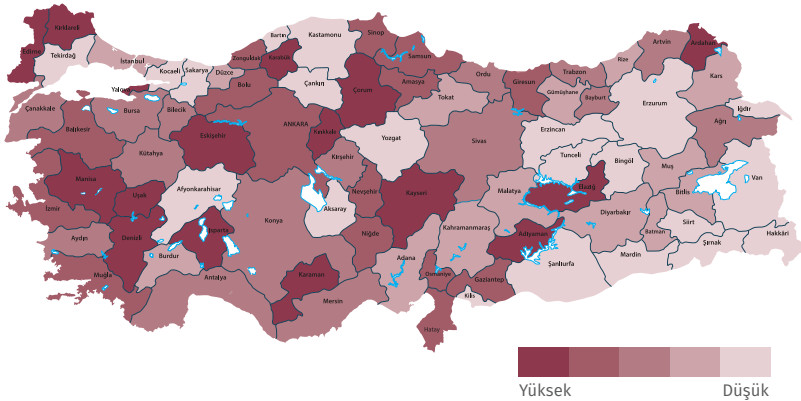 Kırklareli
Edirne
Tekirdağ
İstanbul
Kocaeli
Sakarya
Yalova
Düzce
Bolu
Zonguldak
Bartın
Karabük
Kastamonu
Çankırı
Sinop
Samsun
Çorum
Amasya
Tokat
Ordu
Giresun
Gümüşhane
Trabzon
Bayburt
Rize
Artvin
Ardahan
Kars
Iğdır
Ağrı
Erzurum
Erzincan
Tunceli
Bingöl
Muş
Bitlis
Van
Hakkâri
Şırnak
Siirt
Batman
Mardin
Diyarbakır
Elazığ
Malatya
Adıyaman
Şanlıurfa
Gaziantep
Kilis
Kahramanmaraş
Osmaniye
Hatay
Adana
Mersin
Karaman
Niğde
Nevşehir
Kayseri
Sivas
Yozgat
Kırşehir
Kırıkkale
ANKARA
Aksaray
Konya
Eskişehir
Bilecik
Bursa
Çanakkale
Balıkesir
Kütahya
Afyonkarahisar
Uşak
Manisa
İzmir
Aydın
Denizli
Muğla
Burdur
Isparta
Antalya
Yüksek
Düşük